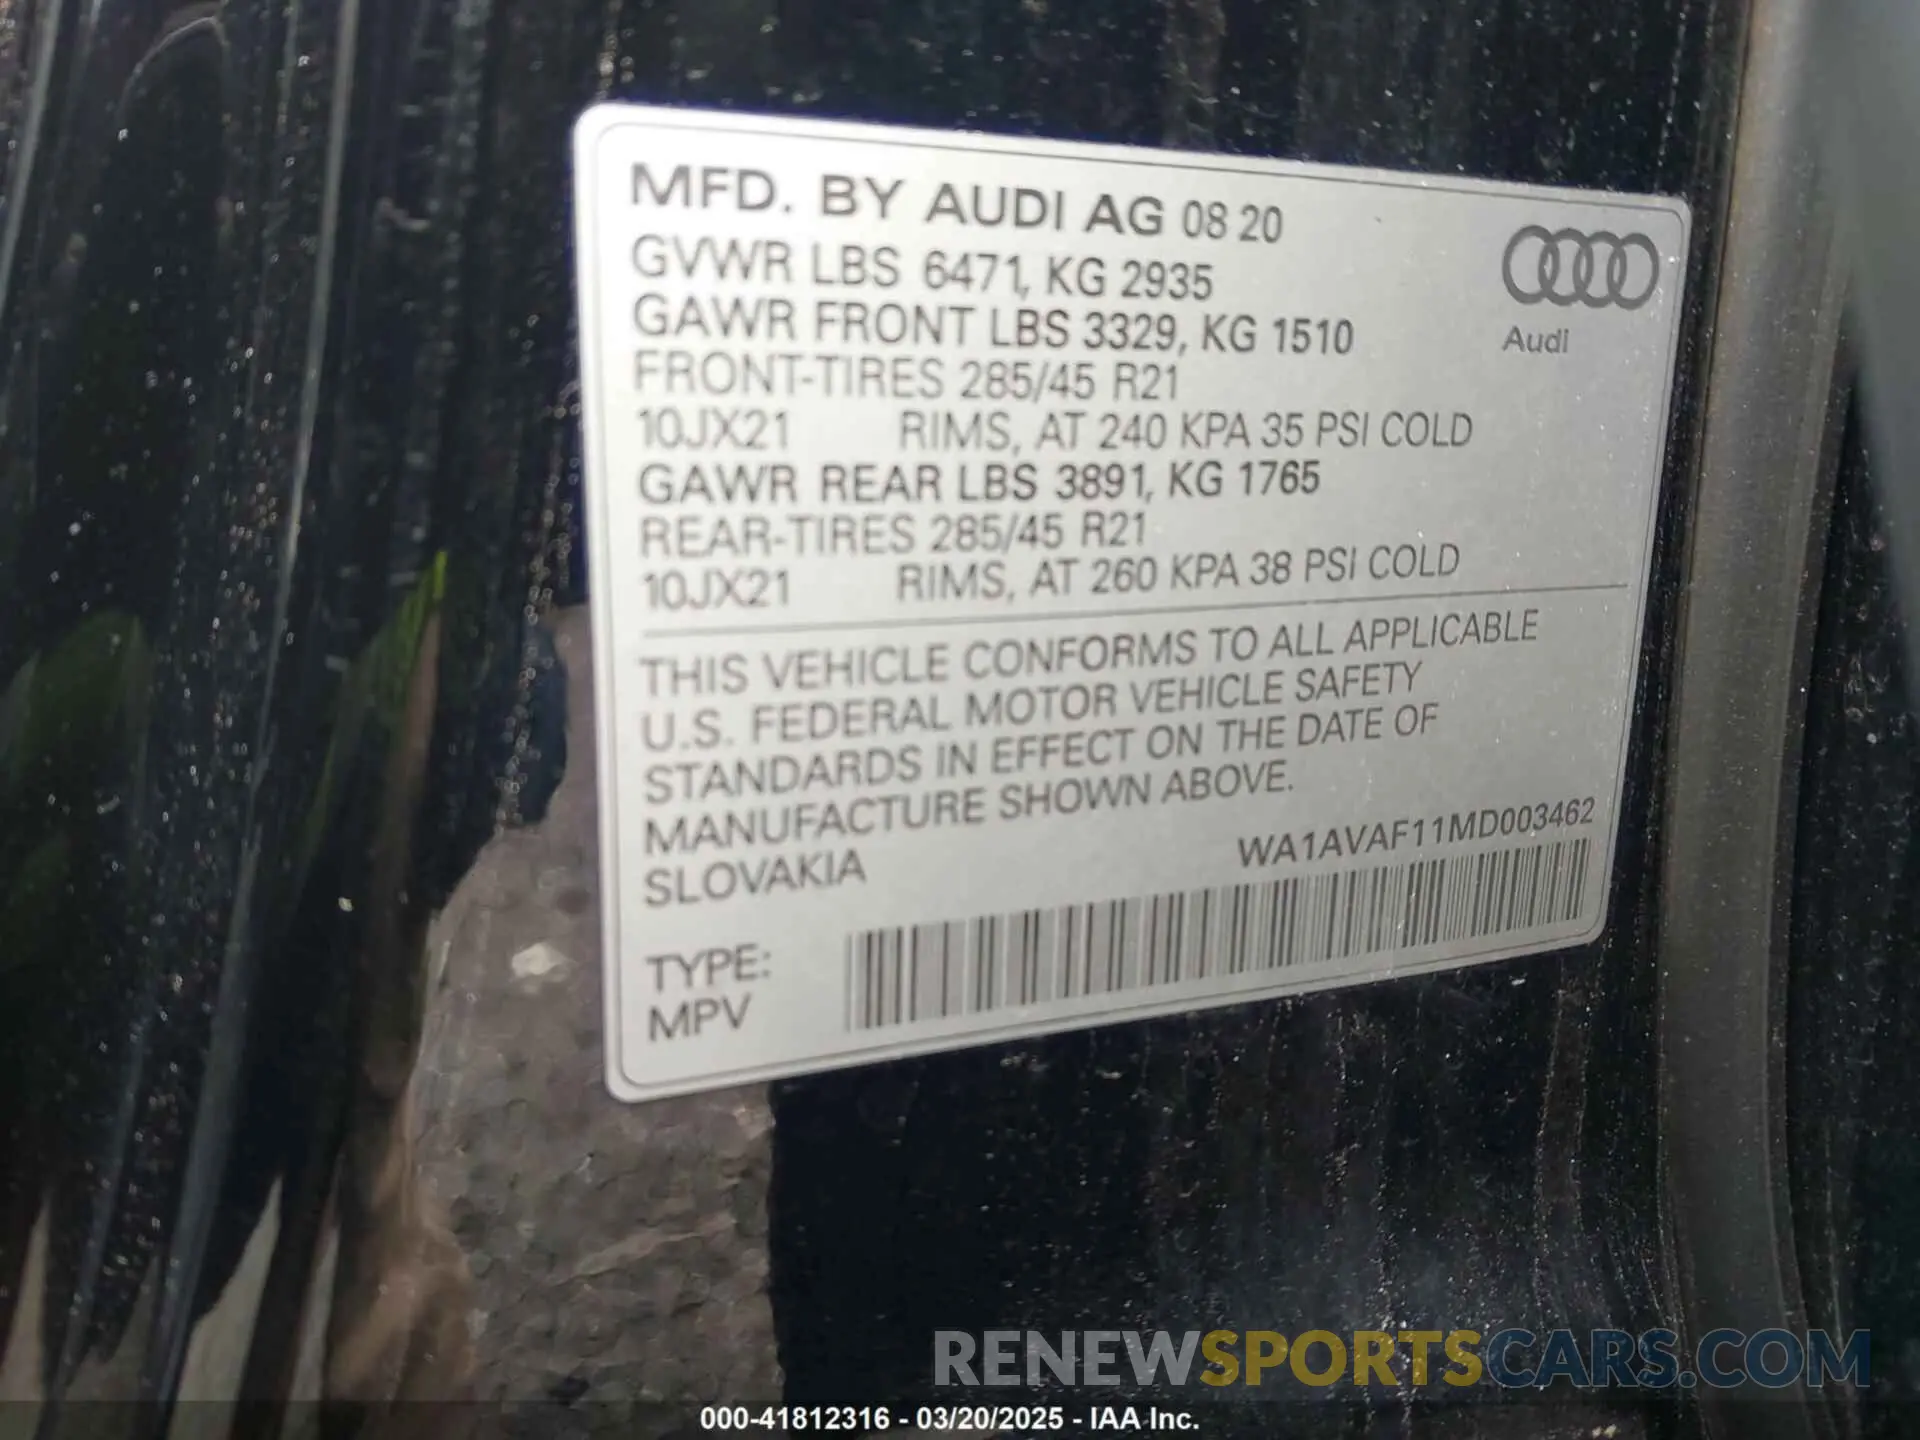 MFD. BY AUDI AG 08 20
GVWR LBS 6471, KG 2935
GAWR FRONT LBS 3329, KG 1510
FRONT-TIRES 285/45 R21
10JX21 RIMS, AT 240 KPA 35 PSI COLD
GAWR REAR LBS 3891, KG 1765
REAR-TIRES 285/45 R21
10JX21 RIMS, AT 260 KPA 38 PSI COLD
Audi
THIS VEHICLE CONFORMS TO ALL APPLICABLE
U.S. FEDERAL MOTOR VEHICLE SAFETY
STANDARDS IN EFFECT ON THE DATE OF
MANUFACTURE SHOWN ABOVE.
SLOVAKIA
WA1AVAF11MD003462
TYPE:
MPV
RENEWSPORTSCARS.COM
000-41812316 - 03/20/2025 - IAA Inc.